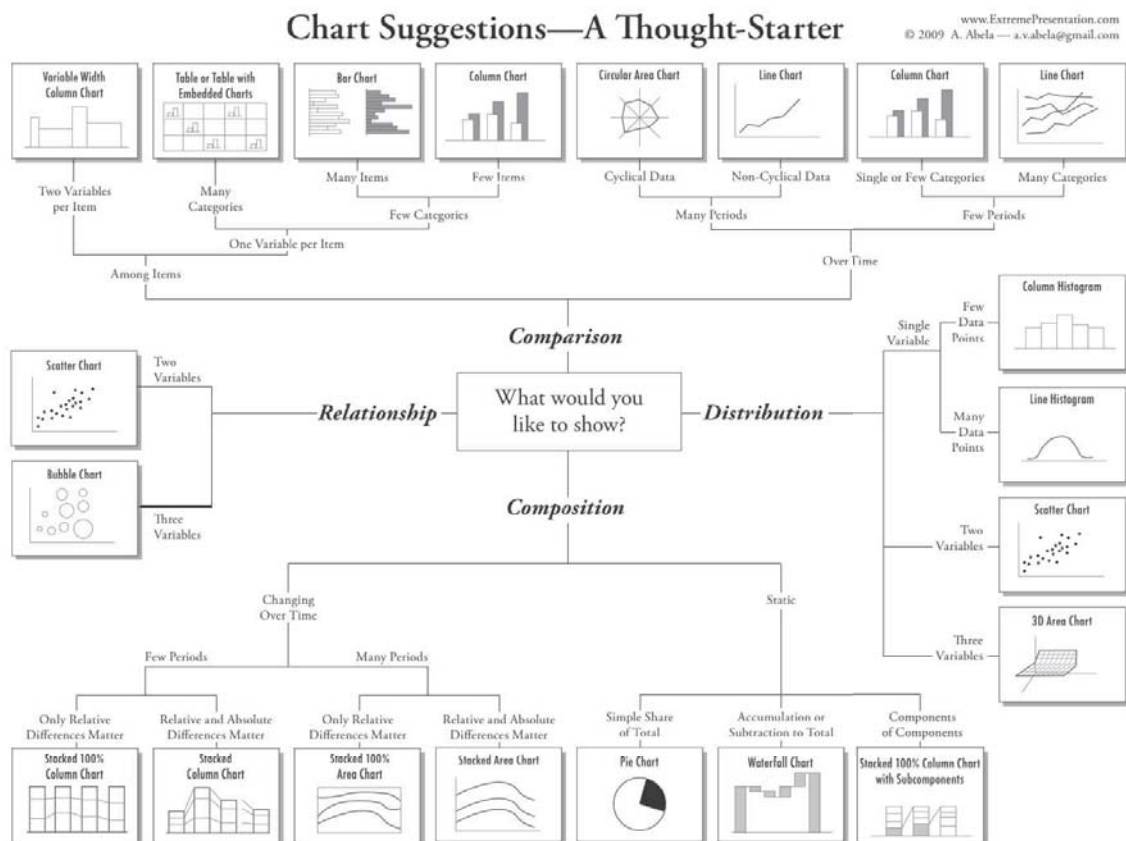 Chart Suggestions—A Thought-Starter
www.ExtremePresentation.com
© 2009 A. Abela — a.v.abela@gmail.com
Variable Width
Column Chart
Table or Table with
Embedded Charts
Bar Chart
Column Chart
Circular Area Chart
Line Chart
Column Chart
Line Chart
Two Variables
per Item
Many
Categories
Many Items
Few Items
Cyclical Data
Non-Cyclical Data
Single or Few Categories
Many Categories
Few Categories
Many Periods
Few Periods
One Variable per Item
Among Items
Over Time
Comparison
What would you
like to show?
Relationship
Two
Variables
Scatter Chart
Three
Variables
Bubble Chart
Distribution
Single
Variable
Few
Data
Points
Column Histogram
Many
Data
Points
Line Histogram
Two
Variables
Scatter Chart
Three
Variables
3D Area Chart
Composition
Changing
Over Time
Static
Few Periods
Many Periods
Only Relative
Differences Matter
Relative and Absolute
Differences Matter
Only Relative
Differences Matter
Relative and Absolute
Differences Matter
Simple Share
of Total
Accumulation or
Subtraction to Total
Components
of Components
Stacked 100%
Column Chart
Stacked
Column Chart
Stacked 100%
Area Chart
Stacked Area Chart
Pie Chart
Waterfall Chart
Stacked 100% Column Chart
with Subcomponents